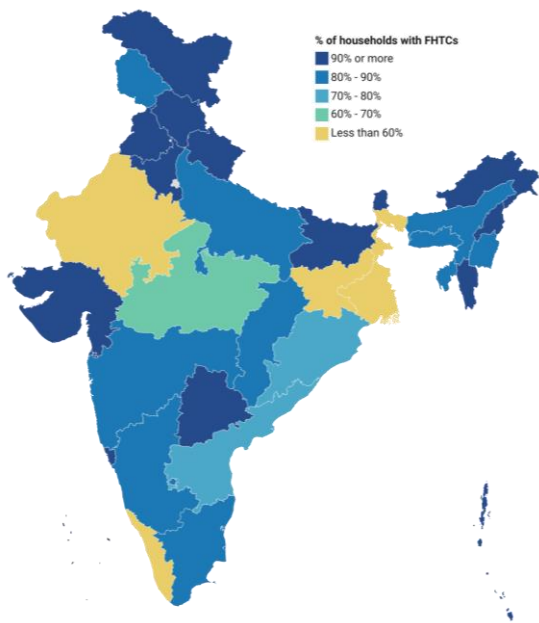 % of households with FHTCs
90% or more
80% - 90%
70% - 80%
60% - 70%
Less than 60%